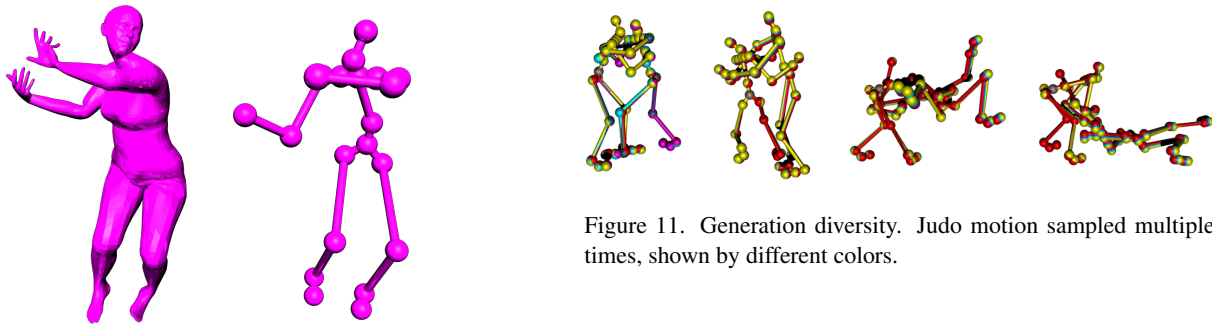 Figure 11. Generation diversity. Judo motion sampled multiple
times, shown by different colors.